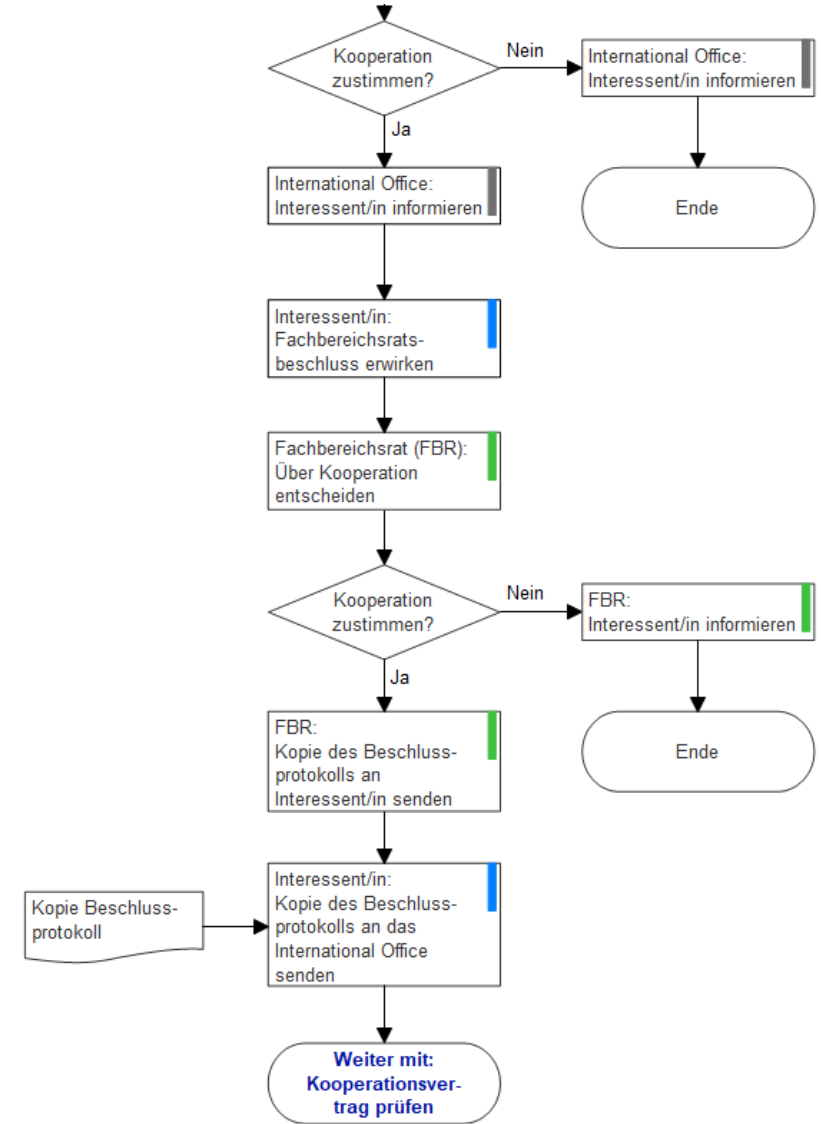 Kooperation
zustimmen?
Nein
International Office:
Interessent/in informieren
Ja
Ende
International Office:
Interessent/in informieren
Interessent/in:
Fachbereichsrats-
beschluss erwirken
Fachbereichsrat (FBR):
Über Kooperation
entscheiden
Kooperation
zustimmen?
Nein
FBR:
Interessent/in informieren
Ja
Ende
FBR:
Kopie des Beschluss-
protokolls an
Interessent/in senden
Kopie Beschluss-
protokoll
Interessent/in:
Kopie des Beschluss-
protokolls an das
International Office
senden
Weiter mit:
Kooperationsver-
trag prüfen